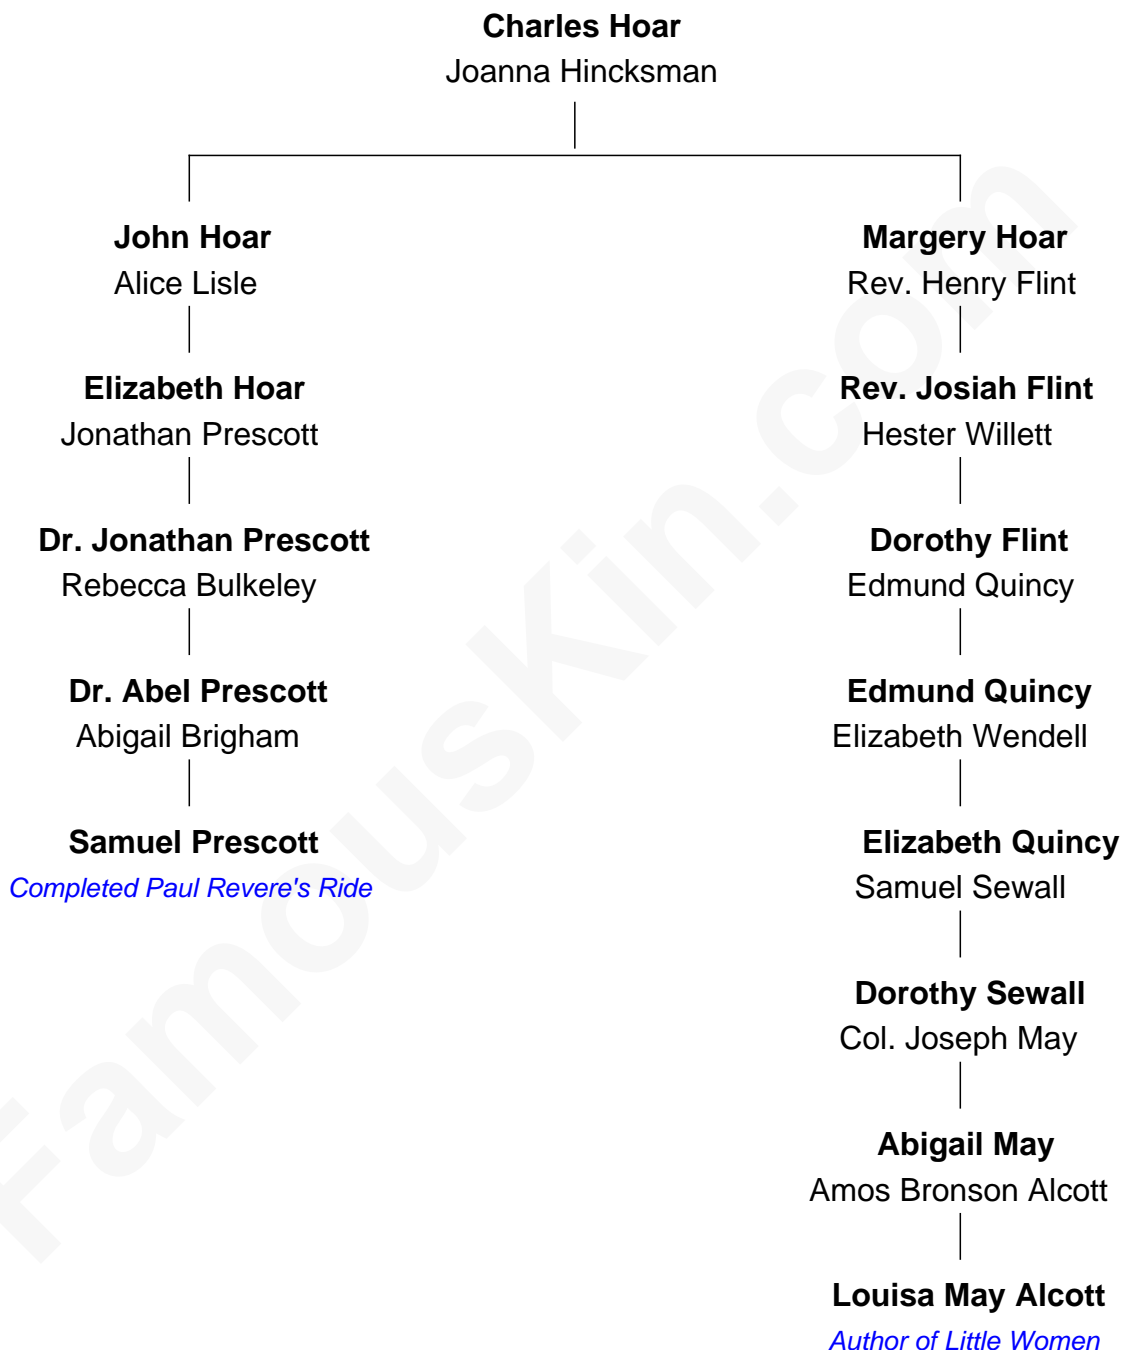 Charles Hoar
Joanna Hincksman
John Hoar
Alice Lisle
Elizabeth Hoar
Jonathan Prescott
Dr. Jonathan Prescott
Rebecca Bulkeley
Dr. Abel Prescott
Abigail Brigham
Samuel Prescott
Completed Paul Revere's Ride
Margery Hoar
Rev. Henry Flint
Rev. Josiah Flint
Hester Willett
Dorothy Flint
Edmund Quincy
Edmund Quincy
Elizabeth Wendell
Elizabeth Quincy
Samuel Sewall
Dorothy Sewall
Col. Joseph May
Abigail May
Amos Bronson Alcott
Louisa May Alcott
Author of Little Women
FamousKin.com